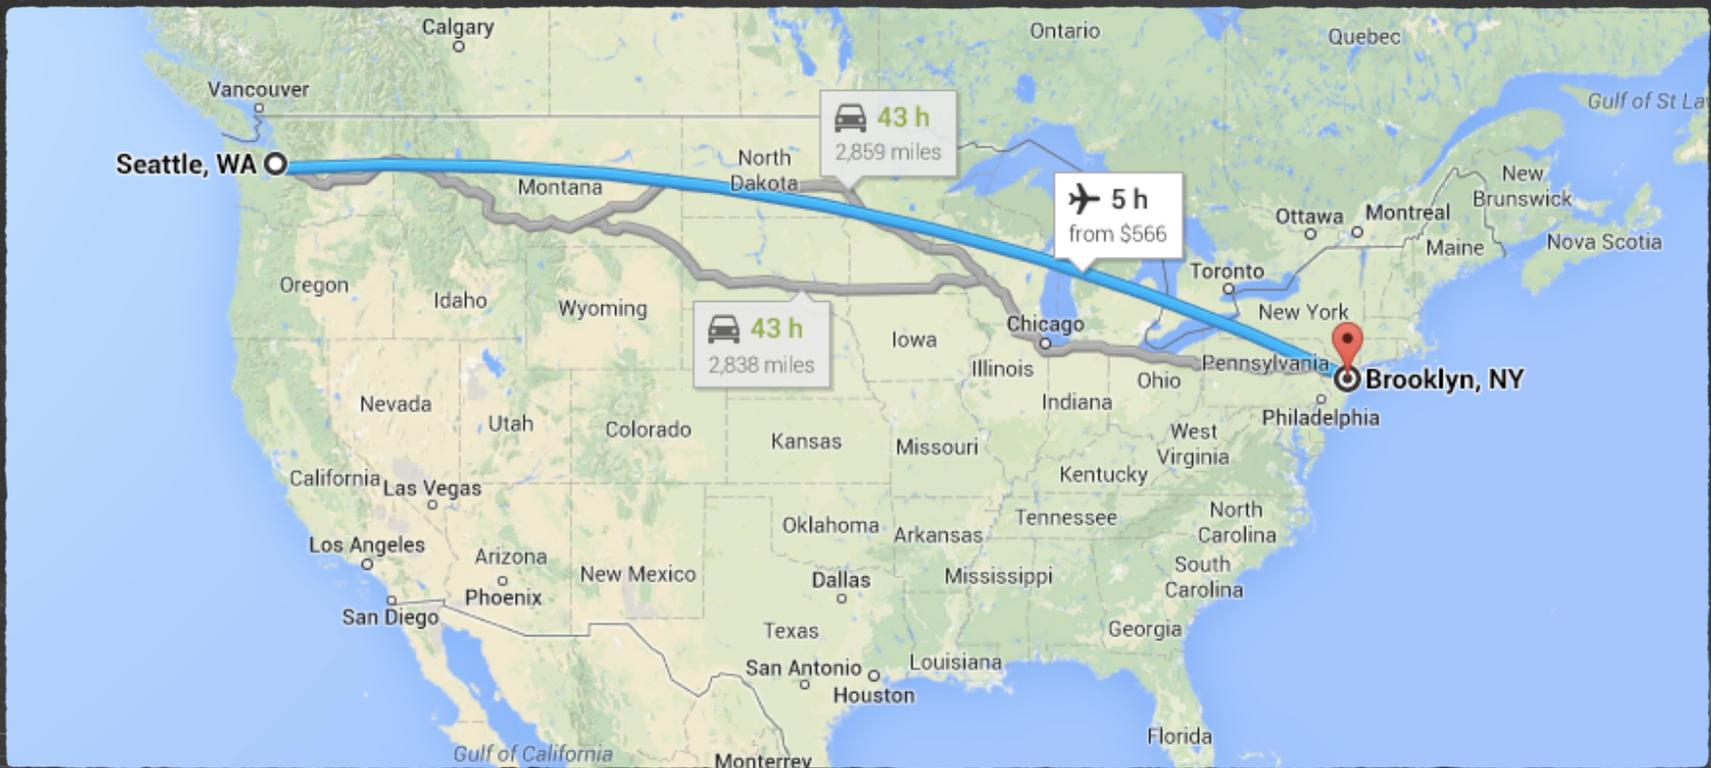 Calgary
Ontario
Quebec
Vancouver
Gulf of St La
43 h
2,859 miles
Seattle, WA
North
Dakota
Montana
5 h
from $566
New
Brunswick
Ottawa
Montreal
Maine
Nova Scotia
Toronto
Oregon
Idaho
Wyoming
New York
43 h
2,838 miles
Chicago
Iowa
Illinois
Pennsylvania
Ohio
Brooklyn, NY
Nevada
Utah
Colorado
Indiana
Philadelphia
Kansas
Missouri
West
Virginia
Kentucky
California
Las Vegas
Oklahoma
Arkansas
Tennessee
North
Carolina
Los Angeles
Arizona
New Mexico
Dallas
Mississippi
South
Carolina
Phoenix
San Diego
Texas
Georgia
San Antonio
Louisiana
Houston
Florida
Gulf of California
Monterrey